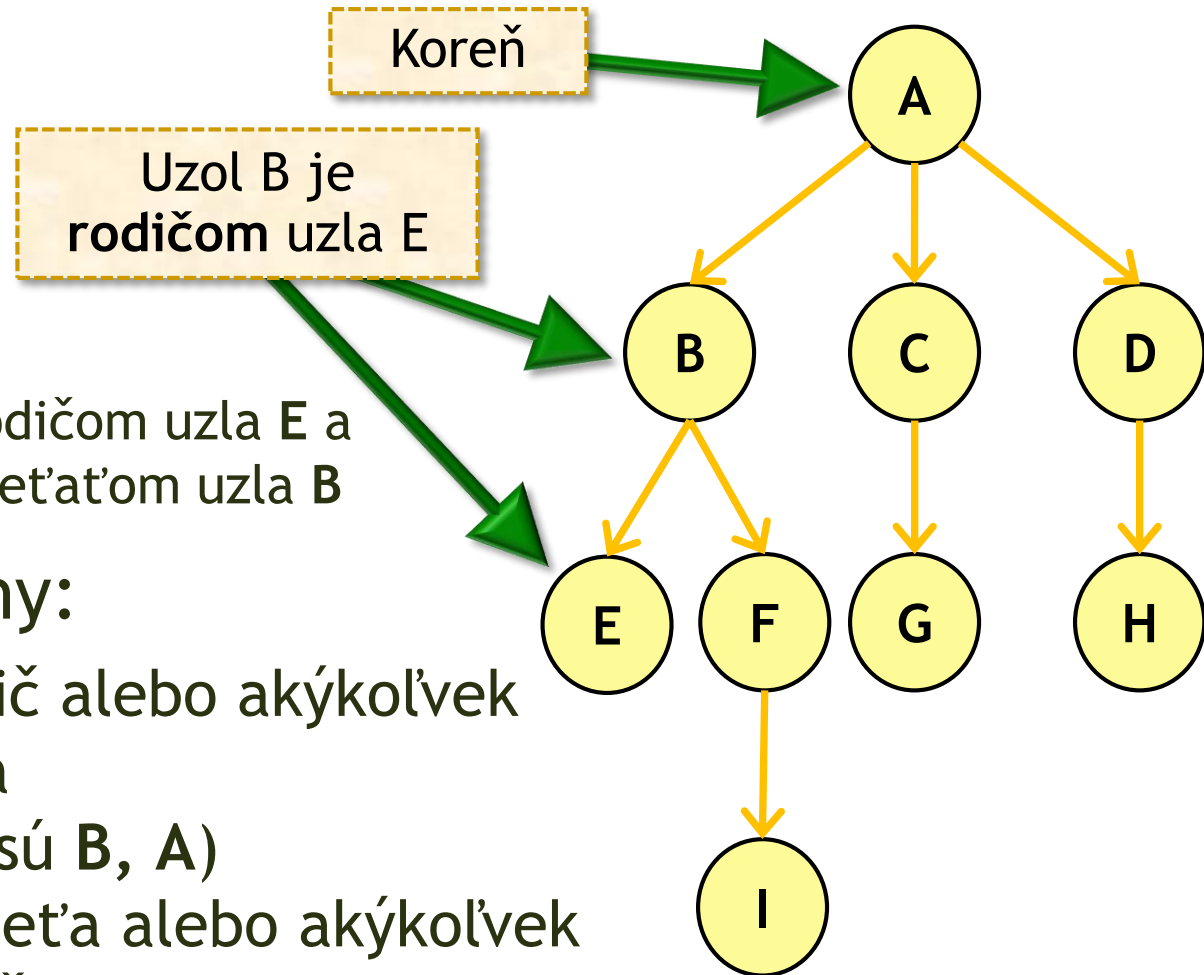 Koreň
A
Uzol B je
rodičom uzla E
B
C
D
odičom uzla E a
eťaťom uzla B
ny:
E
F
G
H
ič alebo akýkoľvek
a
sú B, A)
I
eťa alebo akýkoľvek